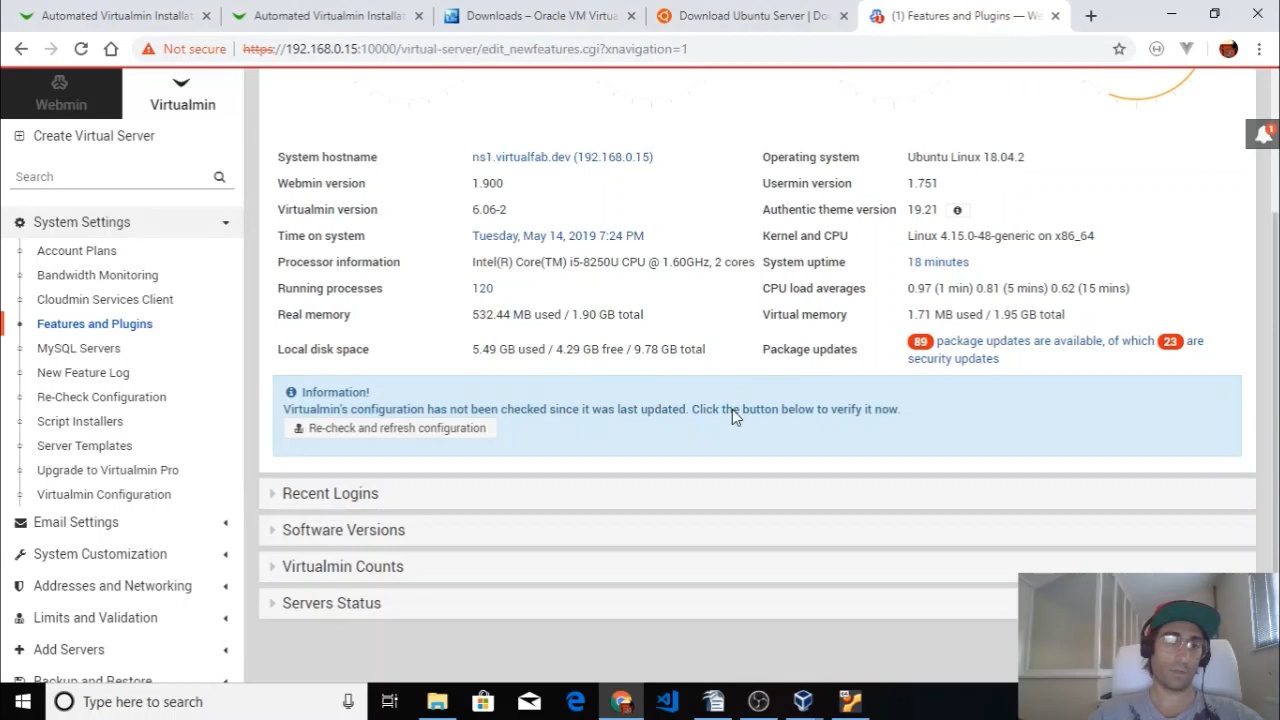 Automated Virtualmin Installat
Automated Virtualmin Installat
Downloads – Oracle VM Virtua
Download Ubuntu Server | Do
(1) Features and Plugins — We
Not secure
https://192.168.0.15:10000/virtual-server/edit_newfeatures.cgi?xnavigation=1
Webmin
Virtualmin
Create Virtual Server
Search
System Settings
Account Plans
Bandwidth Monitoring
Cloudmin Services Client
Features and Plugins
MySQL Servers
New Feature Log
Re-Check Configuration
Script Installers
Server Templates
Upgrade to Virtualmin Pro
Virtualmin Configuration
Email Settings
System Customization
Addresses and Networking
Limits and Validation
Add Servers
Backup and Restore
System hostname ns1.virtualfab.dev (192.168.0.15) Operating system Ubuntu Linux 18.04.2
Webmin version 1.900 Usermin version 1.751
Virtualmin version 6.06-2 Authentic theme version 19.21
Time on system Tuesday, May 14, 2019 7:24 PM Kernel and CPU Linux 4.15.0-48-generic on x86_64
Processor information Intel(R) Core(TM) i5-8250U CPU @ 1.60GHz, 2 cores System uptime 18 minutes
Running processes 120 CPU load averages 0.97 (1 min) 0.81 (5 mins) 0.62 (15 mins)
Real memory 532.44 MB used / 1.90 GB total Virtual memory 1.71 MB used / 1.95 GB total
Local disk space 5.49 GB used / 4.29 GB free / 9.78 GB total Package updates 89 package updates are available, of which 23 are
security updates
Information!
Virtualmin's configuration has not been checked since it was last updated. Click the button below to verify it now.
Re-check and refresh configuration
Recent Logins
Software Versions
Virtualmin Counts
Servers Status
1
Type here to search